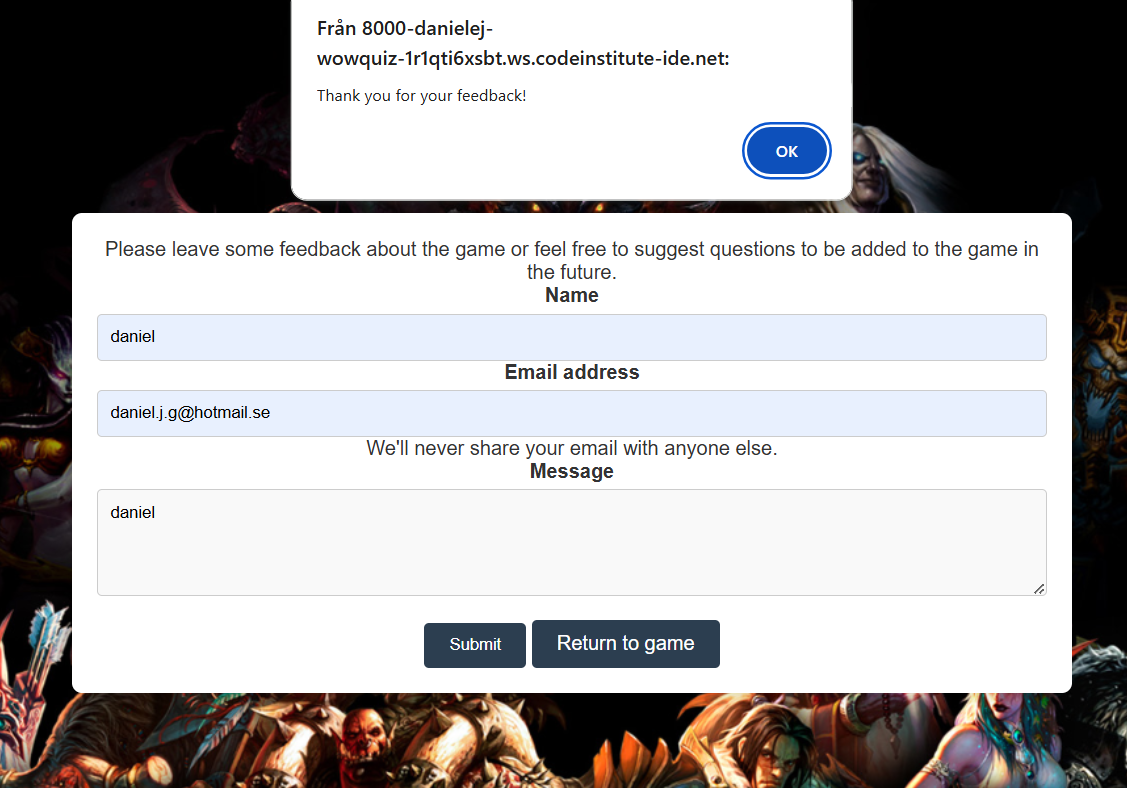 Från 8000-danielej-
wowquiz-1r1qti6xsbt.ws.codeinstitute-ide.net:
Thank you for your feedback!
OK
Please leave some feedback about the game or feel free to suggest questions to be added to the game in
the future.
Name
daniel
Email address
daniel.j.g@hotmail.se
We'll never share your email with anyone else.
Message
daniel
Submit
Return to game